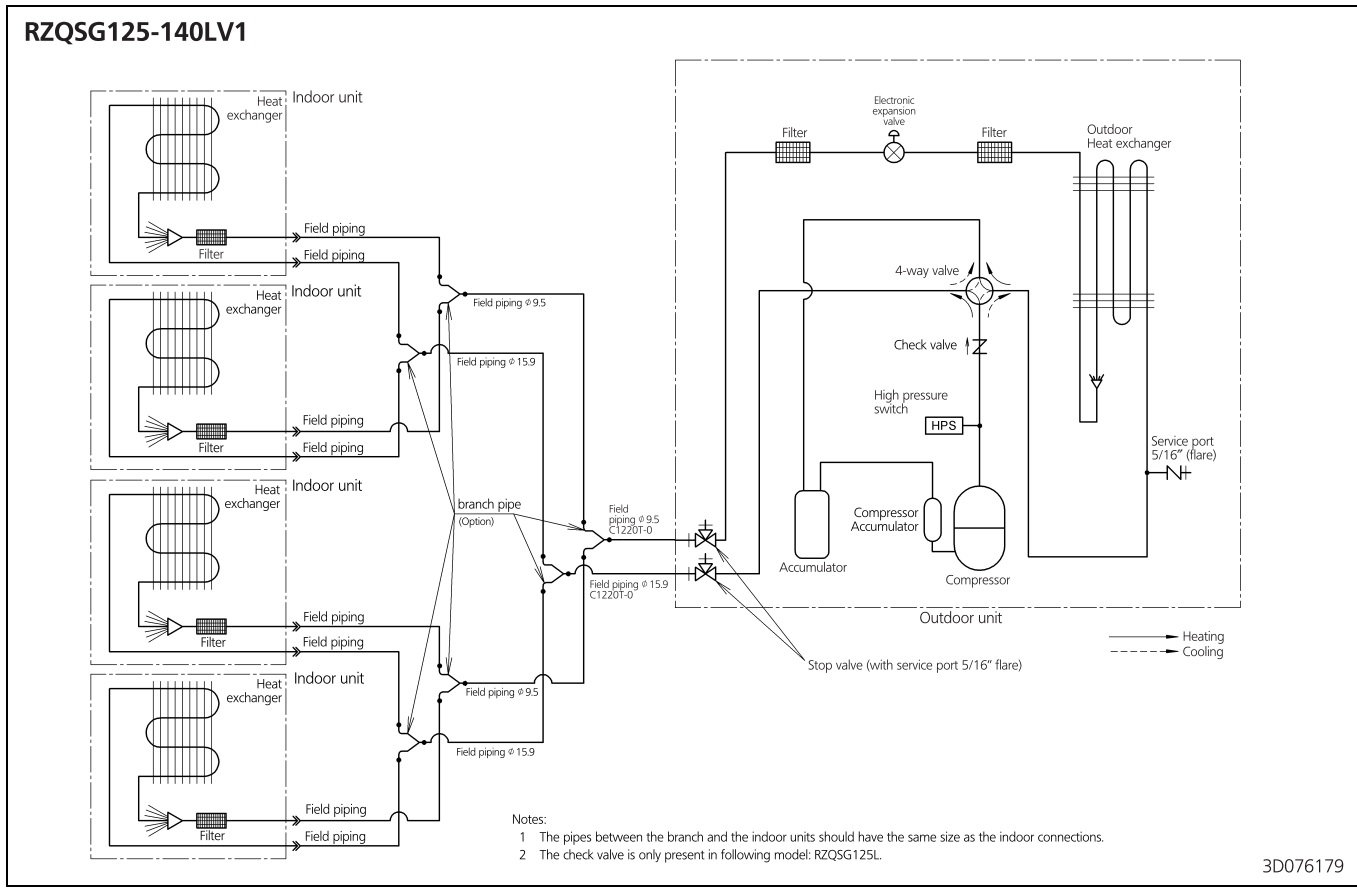 RZQSG125-140LV1
Indoor unit
Heat
exchanger
Filter
Field piping
Field piping
Indoor unit
Heat
exchanger
Filter
Field piping
Field piping
Indoor unit
Heat
exchanger
Filter
Field piping
Field piping
Indoor unit
Heat
exchanger
Filter
Field piping
Field piping
Field piping ϕ 9.5
Field piping ϕ 15.9
branch pipe
(Option)
Field piping ϕ 9.5
Field piping ϕ 15.9
Field
piping ϕ 9.5
C1220T-0
Field piping ϕ 15.9
C1220T-0
Filter
Electronic
expansion
valve
Filter
Outdoor
Heat exchanger
4-way valve
Check valve
High pressure
switch
HPS
Service port
5/16″ (flare)
Accumulator
Compressor
Accumulator
Compressor
Outdoor unit
Stop valve (with service port 5/16″ flare)
Heating
Cooling
Notes:
1 The pipes between the branch and the indoor units should have the same size as the indoor connections.
2 The check valve is only present in following model: RZQSG125L.
3D076179